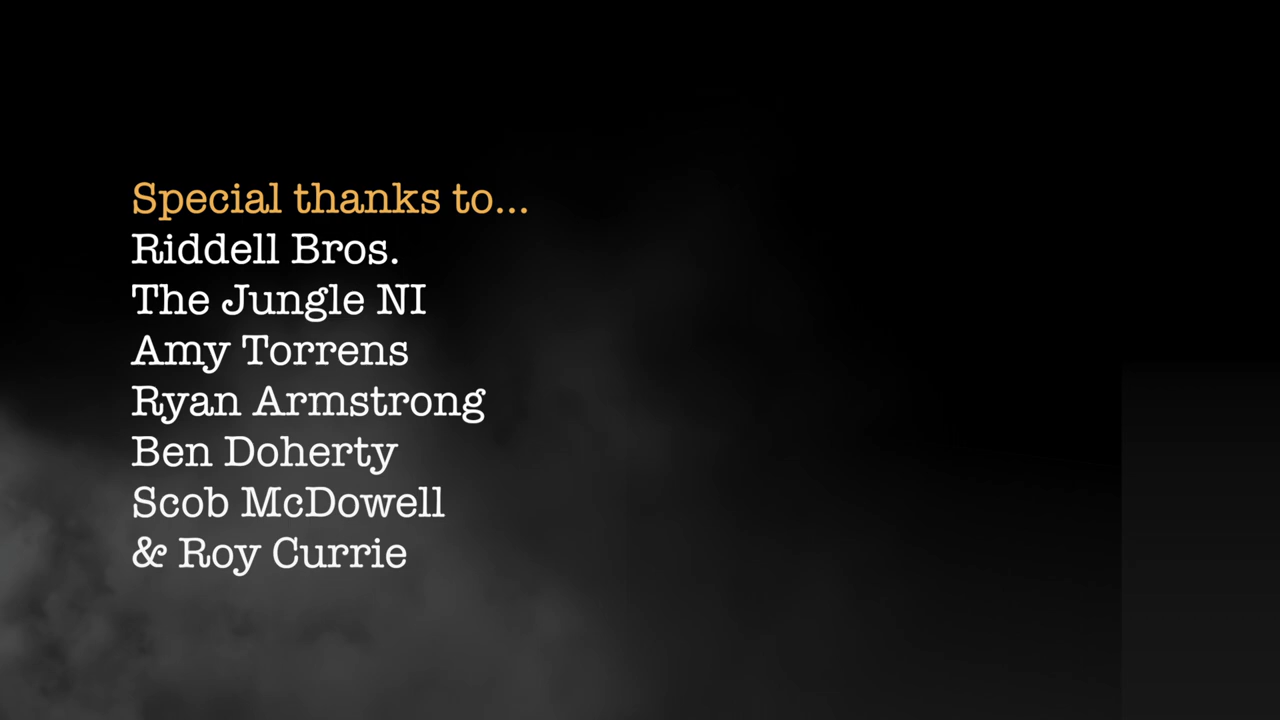 Special thanks to...
Riddell Bros.
The Jungle NI
Amy Torrens
Ryan Armstrong
Ben Doherty
Scob McDowell
& Roy Currie